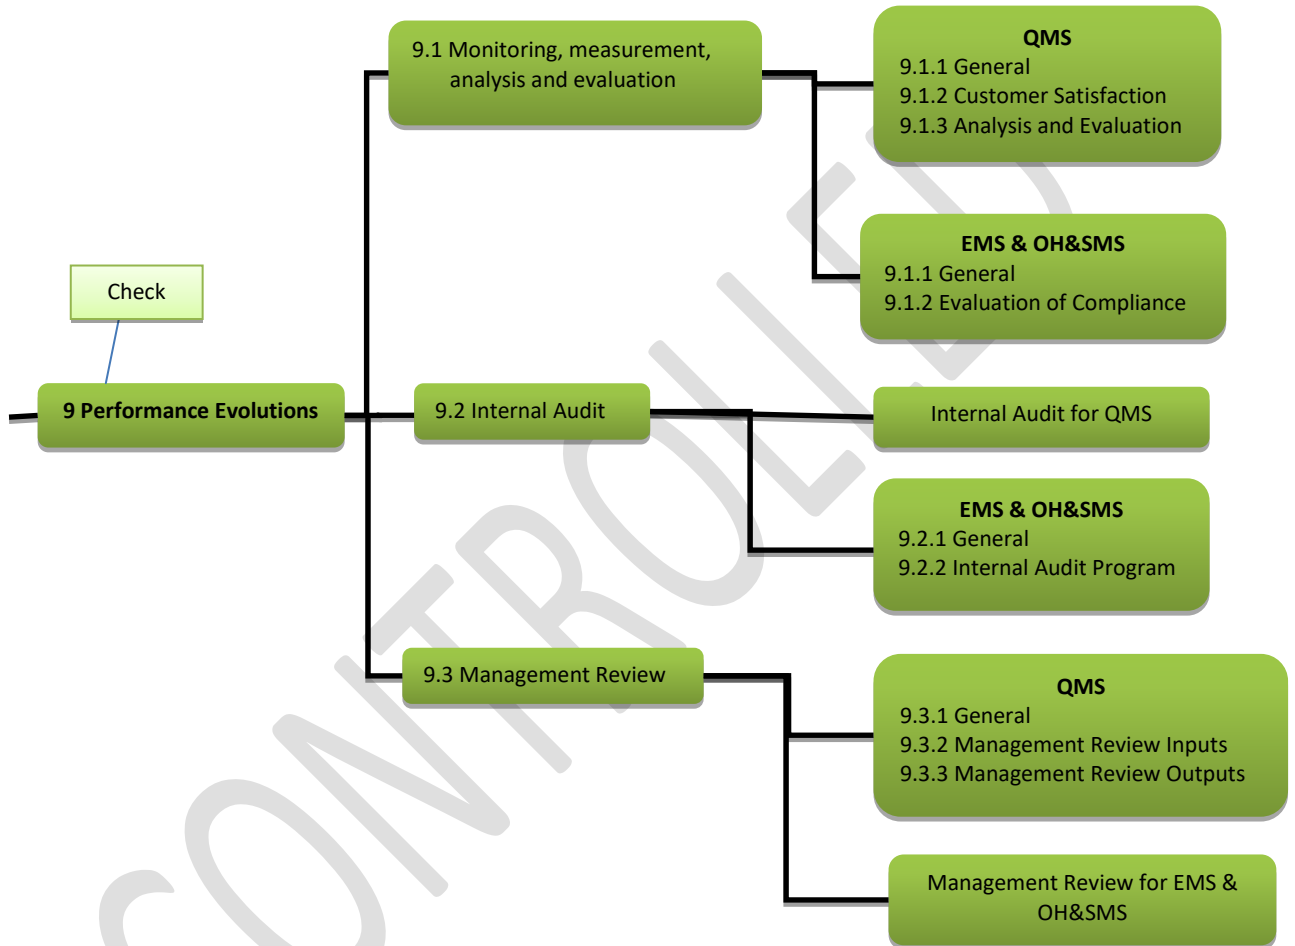 9.1 Monitoring, measurement,
analysis and evaluation
QMS
9.1.1 General
9.1.2 Customer Satisfaction
9.1.3 Analysis and Evaluation
EMS & OH&SMS
9.1.1 General
9.1.2 Evaluation of Compliance
Check
9 Performance Evolutions
9.2 Internal Audit
Internal Audit for QMS
EMS & OH&SMS
9.2.1 General
9.2.2 Internal Audit Program
9.3 Management Review
QMS
9.3.1 General
9.3.2 Management Review Inputs
9.3.3 Management Review Outputs
Management Review for EMS &
OH&SMS
CONTROLLED